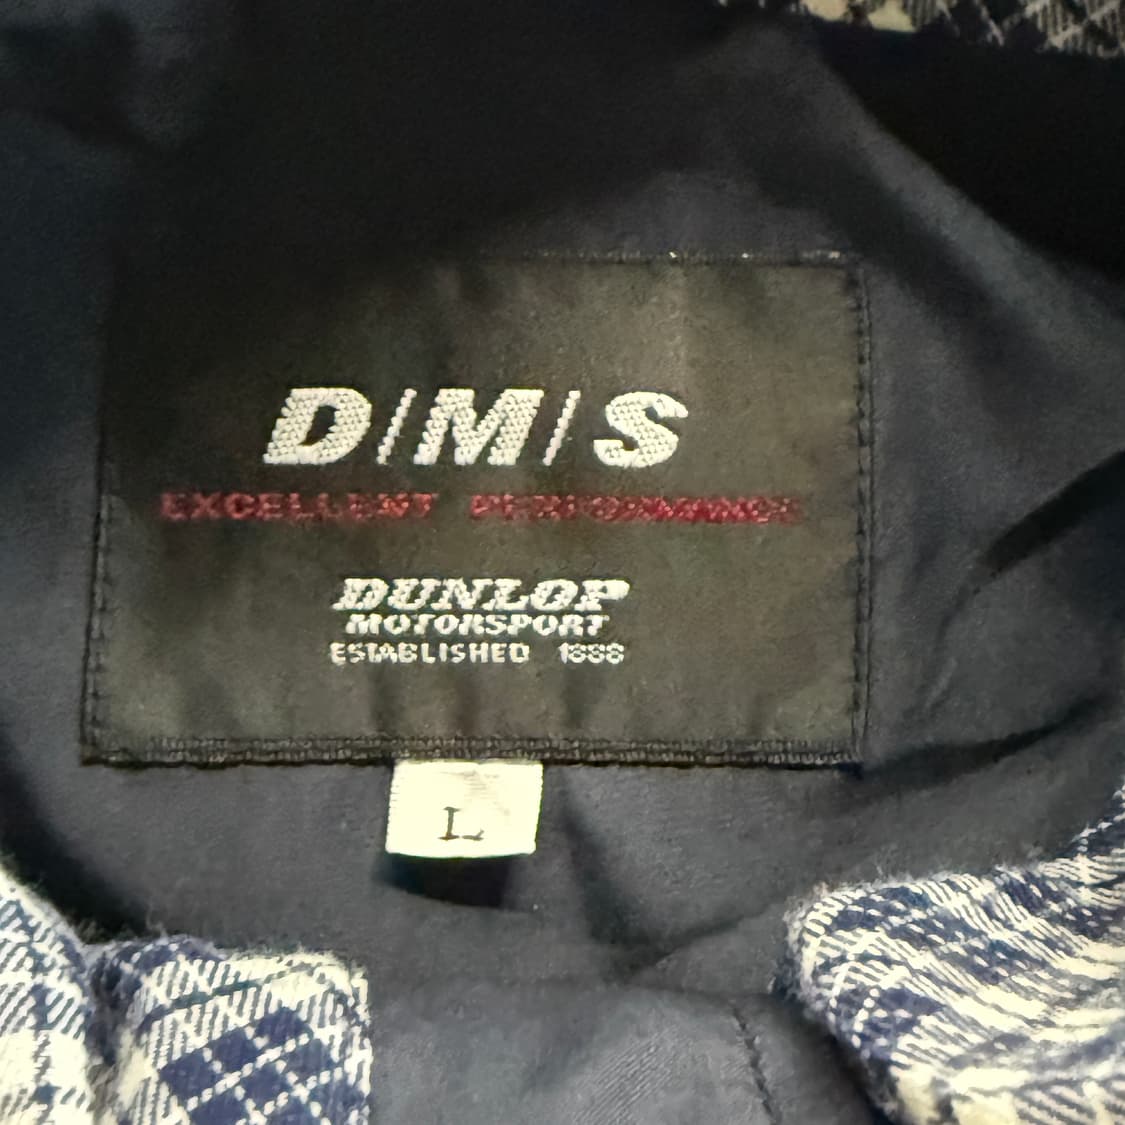 D/M/S
EXCELLENT PERFORMANCE
DUNLOP
MOTORSPORT
ESTABLISHED 1888
L